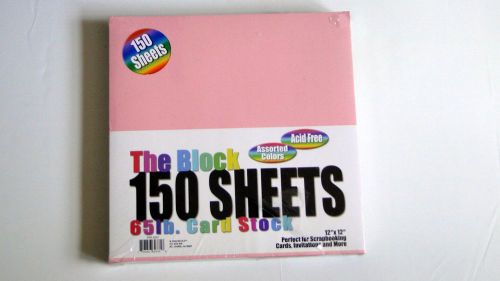 150
Sheets
Acid Free
Assorted
Colors
The Block
150 SHEETS
65lb. Card Stock
12"x 12"
Perfect for Scrapbooking
Cards, Invitations and More